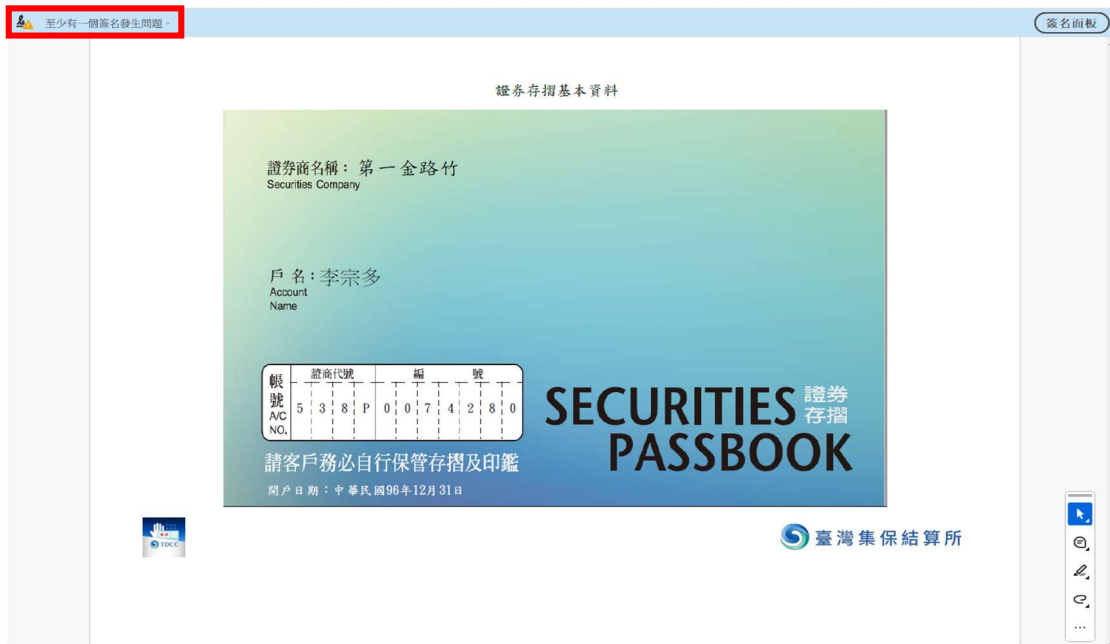 至少有一個簽名發生問題。
簽名面板
證券存摺基本資料
證券商名稱：第一金路竹
Securities Company
戶 名：李宗多
Account
Name
帳號 A/C NO.
證商代號 編 號
5 3 8 P 0 0 7 4 2 8 0
SECURITIES 證券存摺
PASSBOOK
請客戶務必自行保管存摺及印鑑
開戶日期：中華民國96年12月31日
TDCC
臺灣集保結算所